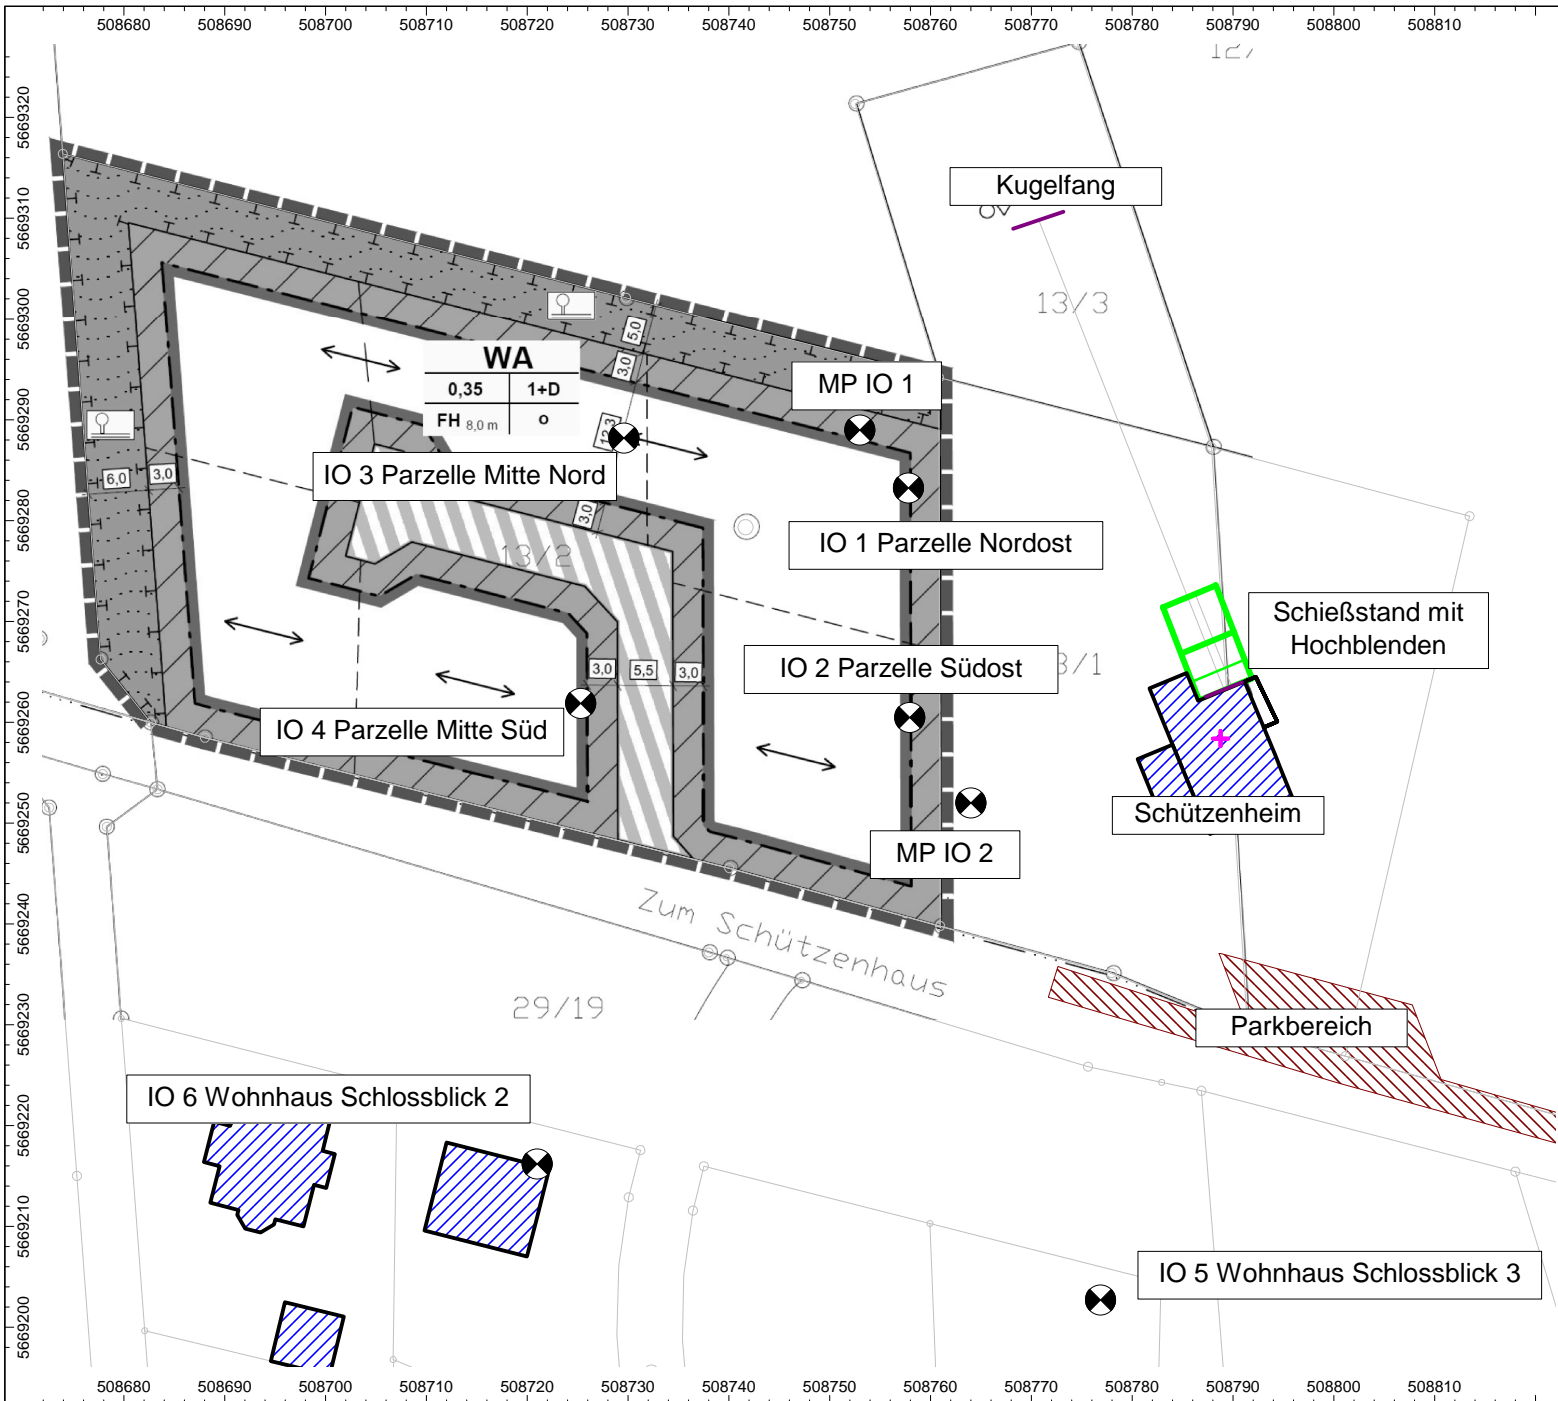 508680 508690 508700 508710 508720 508730 508740 508750 508760 508770 508780 508790 508800 508810
5669320
5669310
5669300
5669290
5669280
5669270
5669260
5669250
5669240
5669230
5669220
5669210
5669200
Kugelfang
13/3
5,0
3,0
WA
0,35 1+D
FH 8,0 m o
MP IO 1
12,3
IO 3 Parzelle Mitte Nord
6,0 3,0
3,0
IO 1 Parzelle Nordost
13/2
Schießstand mit
Hochblenden
IO 2 Parzelle Südost
3/1
3,0 5,5 3,0
IO 4 Parzelle Mitte Süd
Schützenheim
MP IO 2
Zum Schützenhaus
29/19
Parkbereich
IO 6 Wohnhaus Schlossblick 2
IO 5 Wohnhaus Schlossblick 3
508680 508690 508700 508710 508720 508730 508740 508750 508760 508770 508780 508790 508800 508810